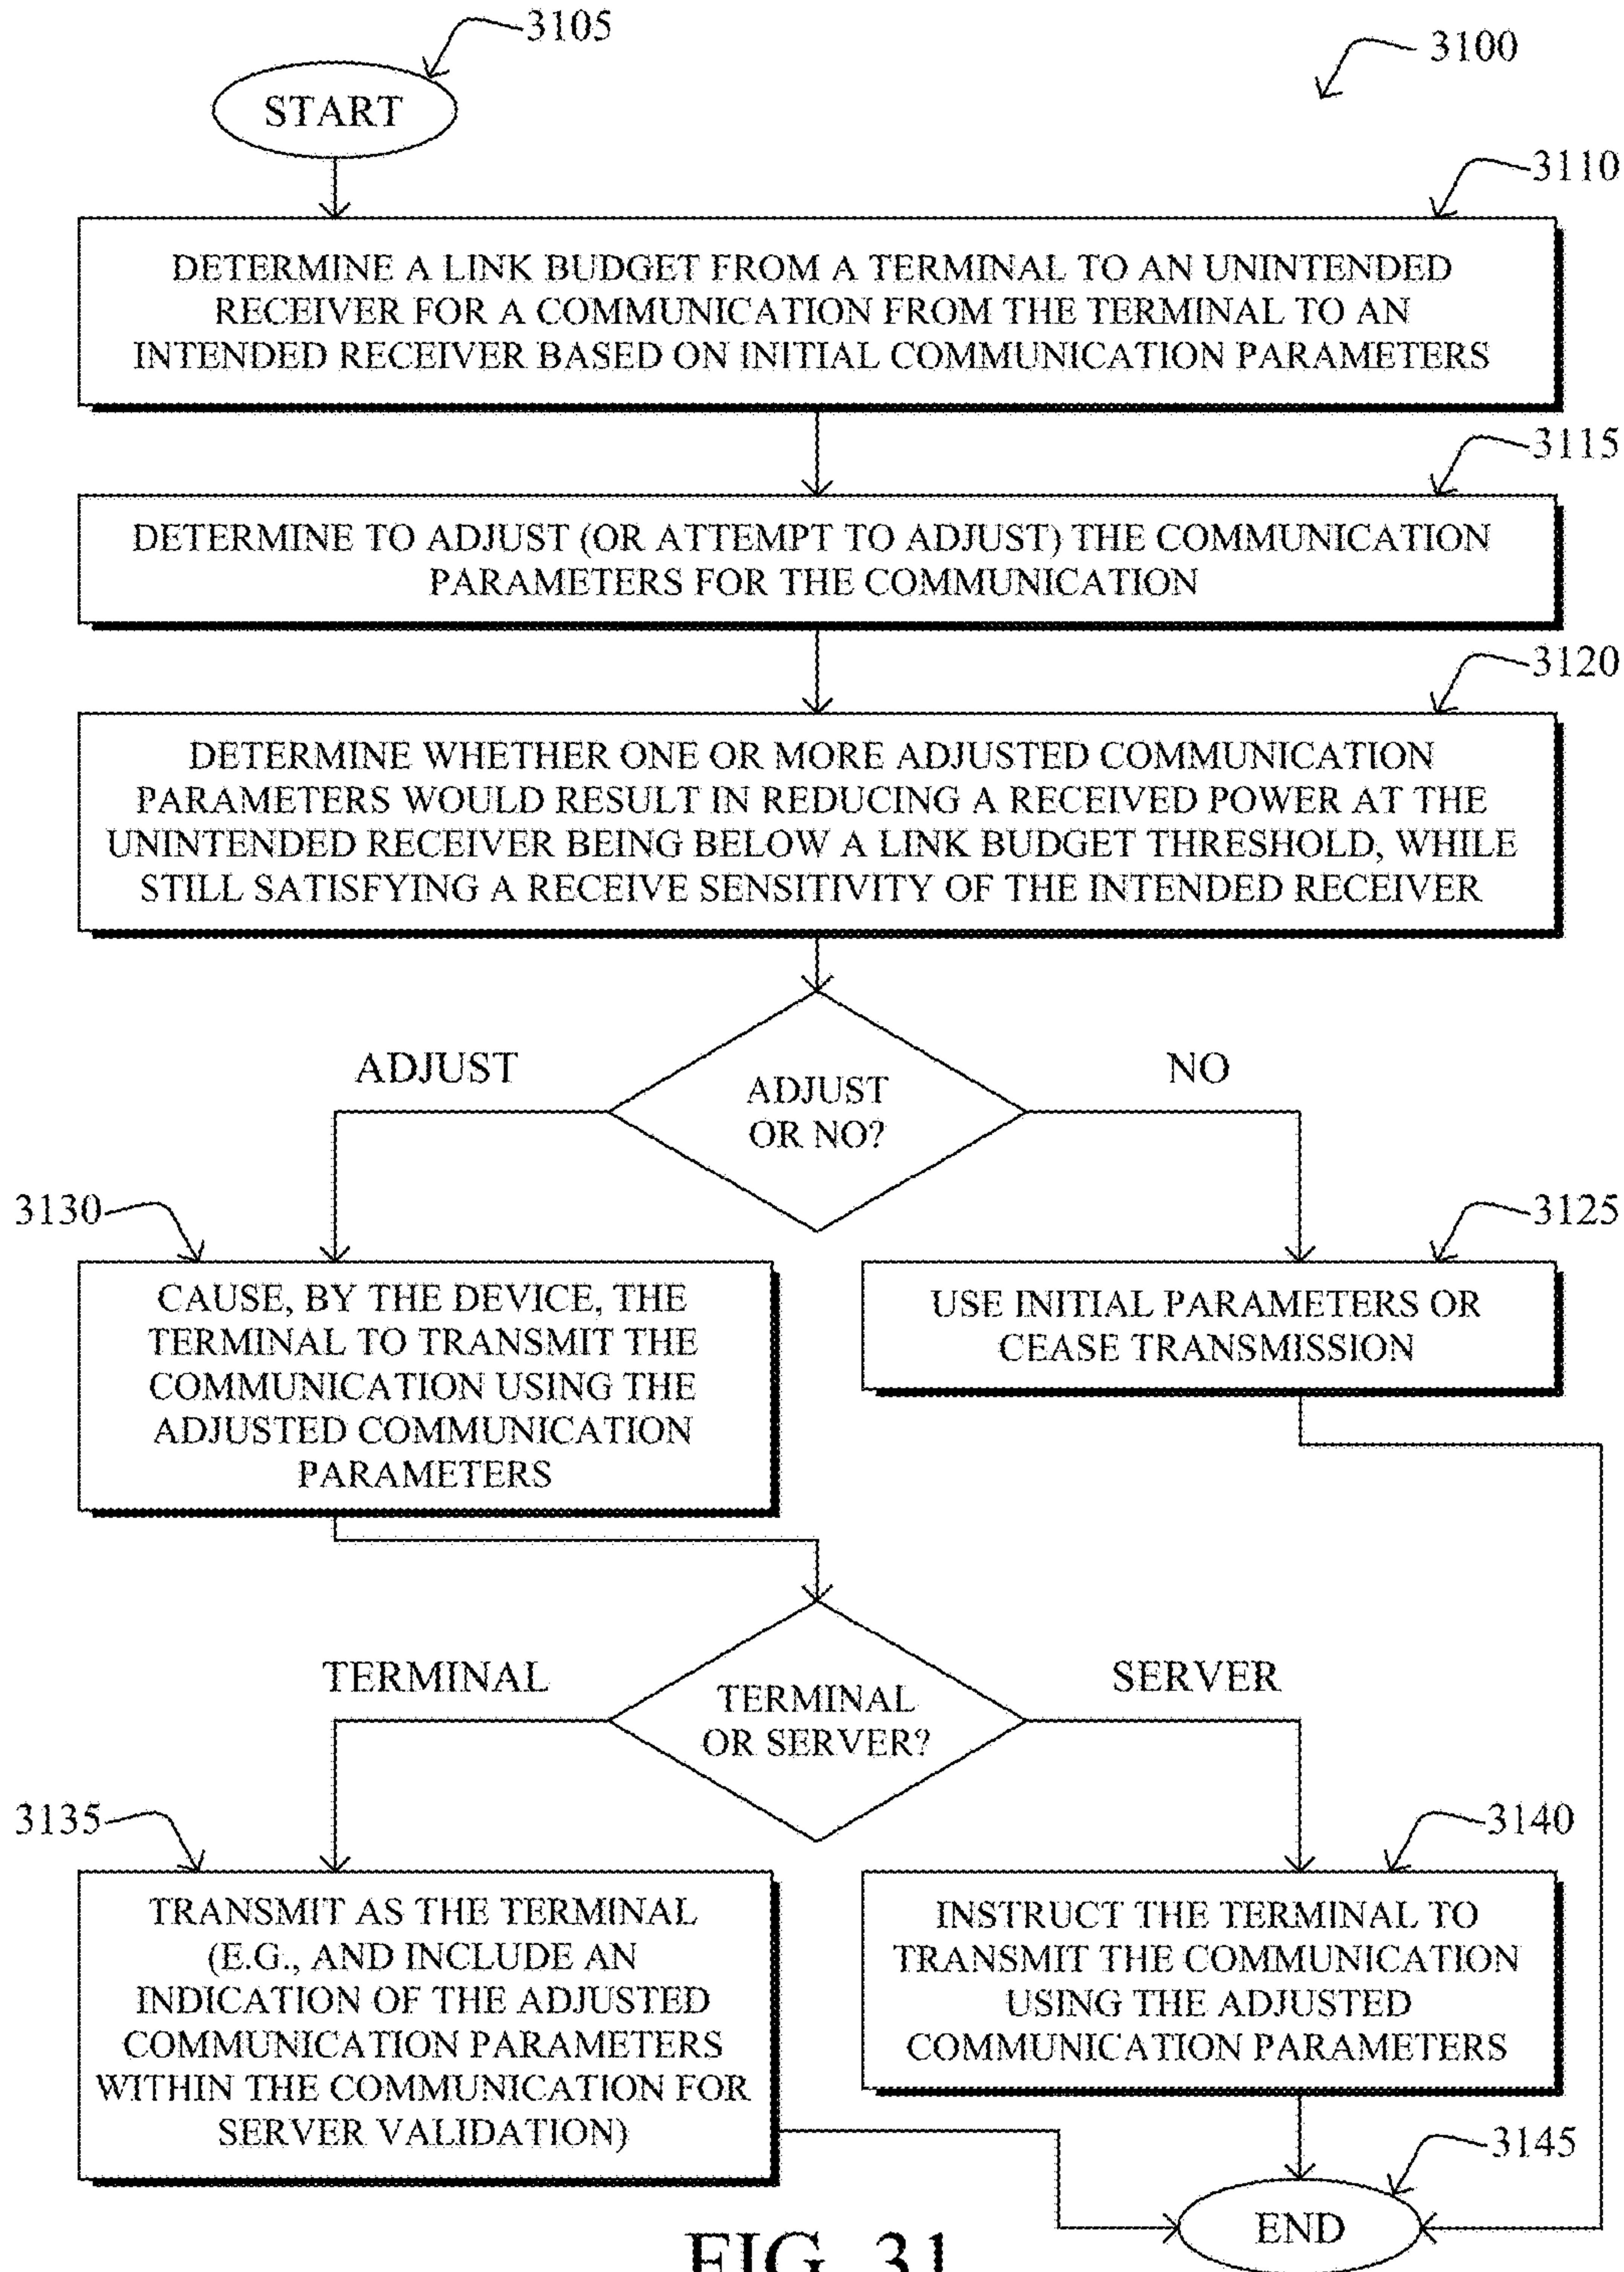 3105
3100
START
3110
DETERMINE A LINK BUDGET FROM A TERMINAL TO AN UNINTENDED
RECEIVER FOR A COMMUNICATION FROM THE TERMINAL TO AN
INTENDED RECEIVER BASED ON INITIAL COMMUNICATION PARAMETERS
3115
DETERMINE TO ADJUST (OR ATTEMPT TO ADJUST) THE COMMUNICATION
PARAMETERS FOR THE COMMUNICATION
3120
DETERMINE WHETHER ONE OR MORE ADJUSTED COMMUNICATION
PARAMETERS WOULD RESULT IN REDUCING A RECEIVED POWER AT THE
UNINTENDED RECEIVER BEING BELOW A LINK BUDGET THRESHOLD, WHILE
STILL SATISFYING A RECEIVE SENSITIVITY OF THE INTENDED RECEIVER
ADJUST
NO
ADJUST
OR NO?
3130
3125
CAUSE, BY THE DEVICE, THE
TERMINAL TO TRANSMIT THE
COMMUNICATION USING THE
ADJUSTED COMMUNICATION
PARAMETERS
USE INITIAL PARAMETERS OR
CEASE TRANSMISSION
TERMINAL
SERVER
TERMINAL
OR SERVER?
3135
3140
TRANSMIT AS THE TERMINAL
(E.G., AND INCLUDE AN
INDICATION OF THE ADJUSTED
COMMUNICATION PARAMETERS
WITHIN THE COMMUNICATION FOR
SERVER VALIDATION)
INSTRUCT THE TERMINAL TO
TRANSMIT THE COMMUNICATION
USING THE ADJUSTED
COMMUNICATION PARAMETERS
3145
END
FIG. 31